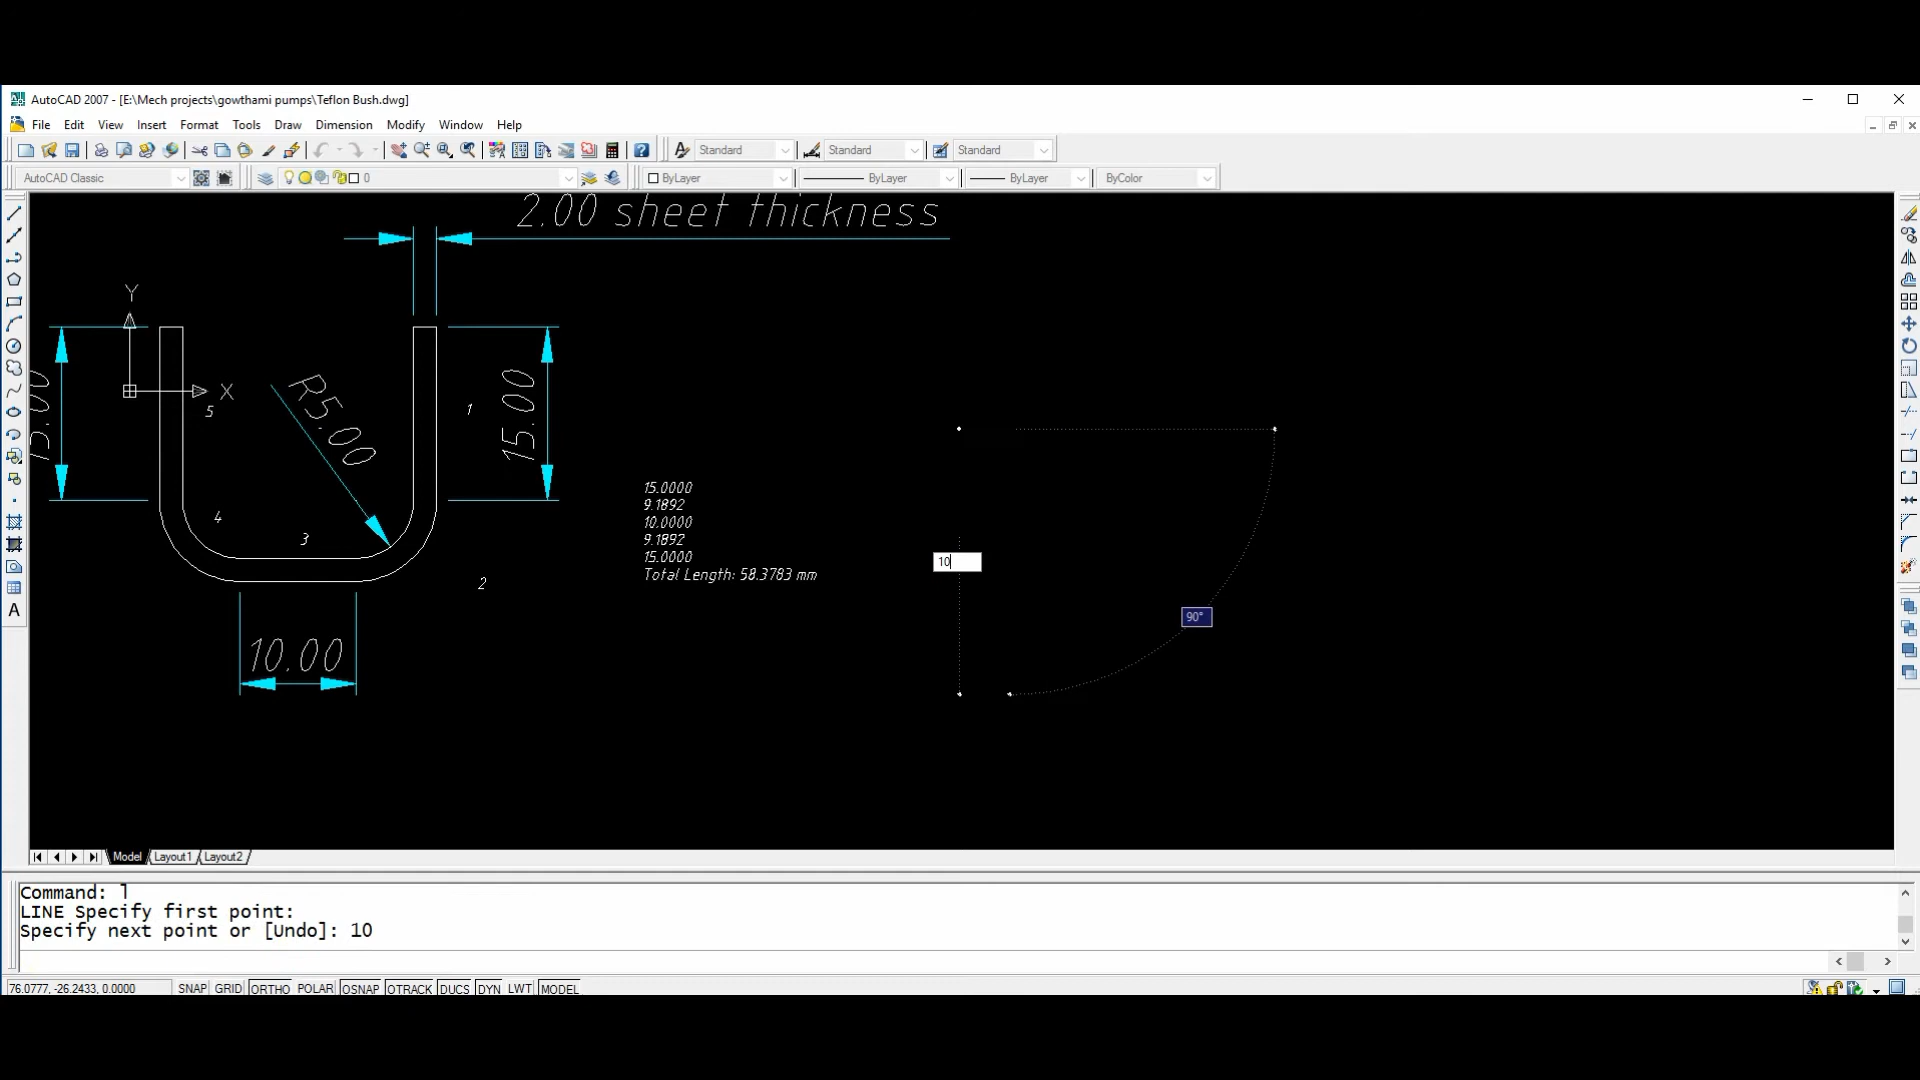 AutoCAD 2007 - [E:\Mech projects\gowthami pumps\Teflon Bush.dwg]
File Edit View Insert Format Tools Draw Dimension Modify Express Window Help
Standard Standard Standard
AutoCAD Classic 0 ByLayer ByLayer ByLayer ByColor
2.00 sheet thickness
Y
X
R5.00
15.00
5
1
4
3
2
15.0000
9.1892
10.0000
9.1892
15.0000
Total Length: 58.3783 mm
10
90°
10.00
A
Model Layout1 Layout2
Command: l
LINE Specify first point:
Specify next point or [Undo]: 10
76.0777, -26.2433, 0.0000 SNAP GRID ORTHO POLAR OSNAP OTRACK DUCS DYN LWT MODEL